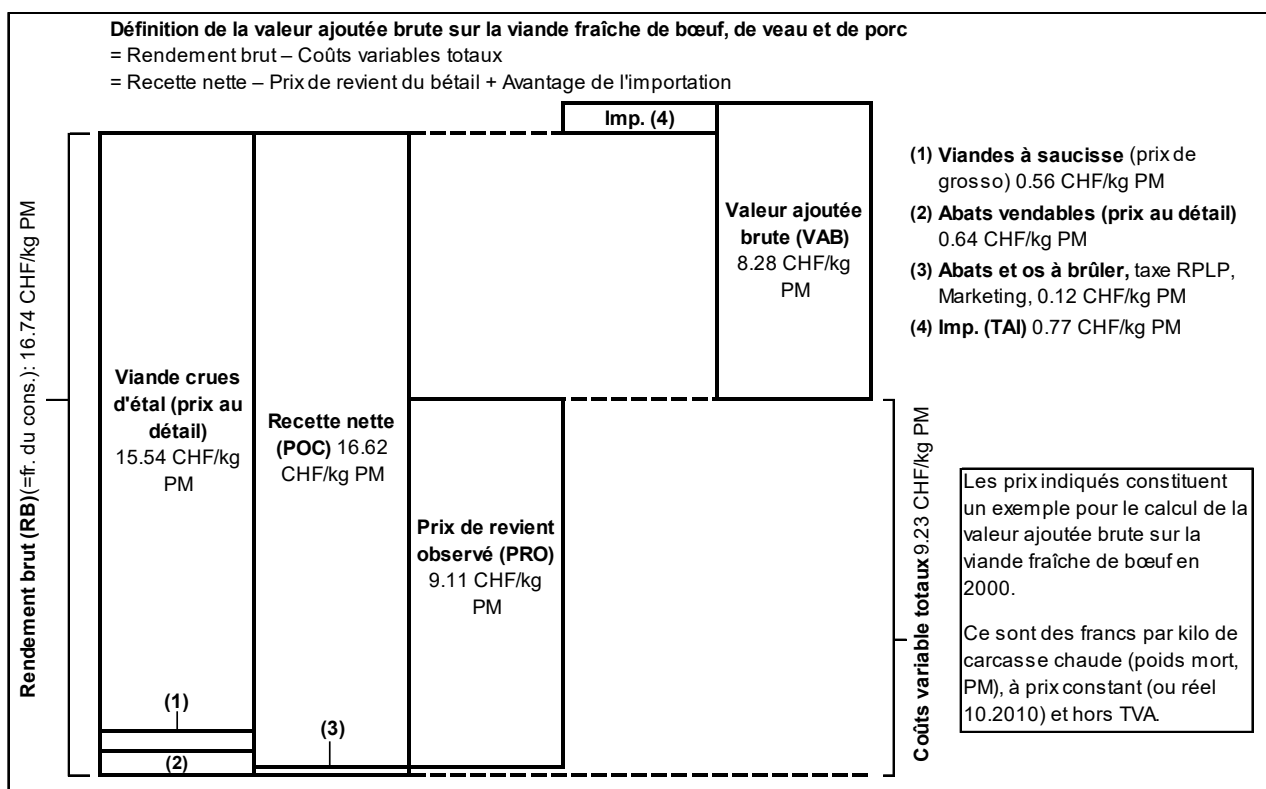 Définition de la valeur ajoutée brute sur la viande fraîche de bœuf, de veau et de porc
= Rendement brut – Coûts variables totaux
= Recette nette – Prix de revient du bétail + Avantage de l'importation
Rendement brut (RB)(=fr. du cons.): 16.74 CHF/kg PM
Viande crues
d'étal (prix au
détail)
15.54 CHF/kg
PM
(1)
(2)
Recette nette
(POC) 16.62
CHF/kg PM
(3)
Prix de revient
observé (PRO)
9.11 CHF/kg
PM
Imp. (4)
Valeur ajoutée
brute (VAB)
8.28 CHF/kg
PM
Coûts variable totaux 9.23 CHF/kg PM
(1) Viandes à saucisse (prix de
grosso) 0.56 CHF/kg PM
(2) Abats vendables (prix au détail)
0.64 CHF/kg PM
(3) Abats et os à brûler, taxe RPLP,
Marketing, 0.12 CHF/kg PM
(4) Imp. (TAI) 0.77 CHF/kg PM
Les prix indiqués constituent
un exemple pour le calcul de la
valeur ajoutée brute sur la
viande fraîche de bœuf en
2000.
Ce sont des francs par kilo de
carcasse chaude (poids mort,
PM), à prix constant (ou réel
10.2010) et hors TVA.